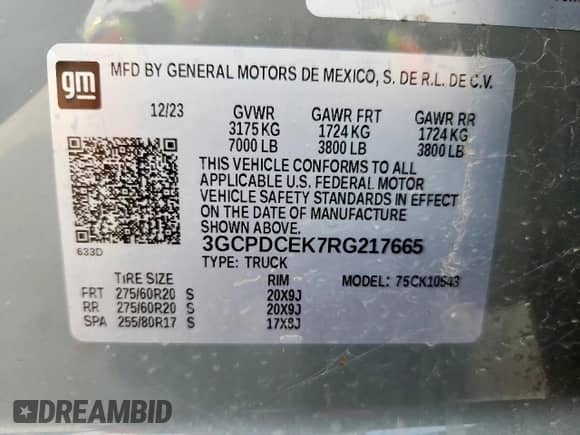 gm
MFD BY GENERAL MOTORS DE MEXICO, S. DE R.L. DE C.V.
12/23 GVWR GAWR FRT GAWR RR
3175 KG 1724 KG 1724 KG
7000 LB 3800 LB 3800 LB
THIS VEHICLE CONFORMS TO ALL
APPLICABLE U.S. FEDERAL MOTOR
VEHICLE SAFETY STANDARDS IN EFFECT
ON THE DATE OF MANUFACTURE
SHOWN ABOVE.
633D
3GCPDCEK7RG217665
TYPE: TRUCK MODEL: 75CK10543
TIRE SIZE RIM
FRT 275/60R20 S 20X9J
RR 275/60R20 S 20X9J
SPA 255/80R17 S 17X8J
DREAMBID